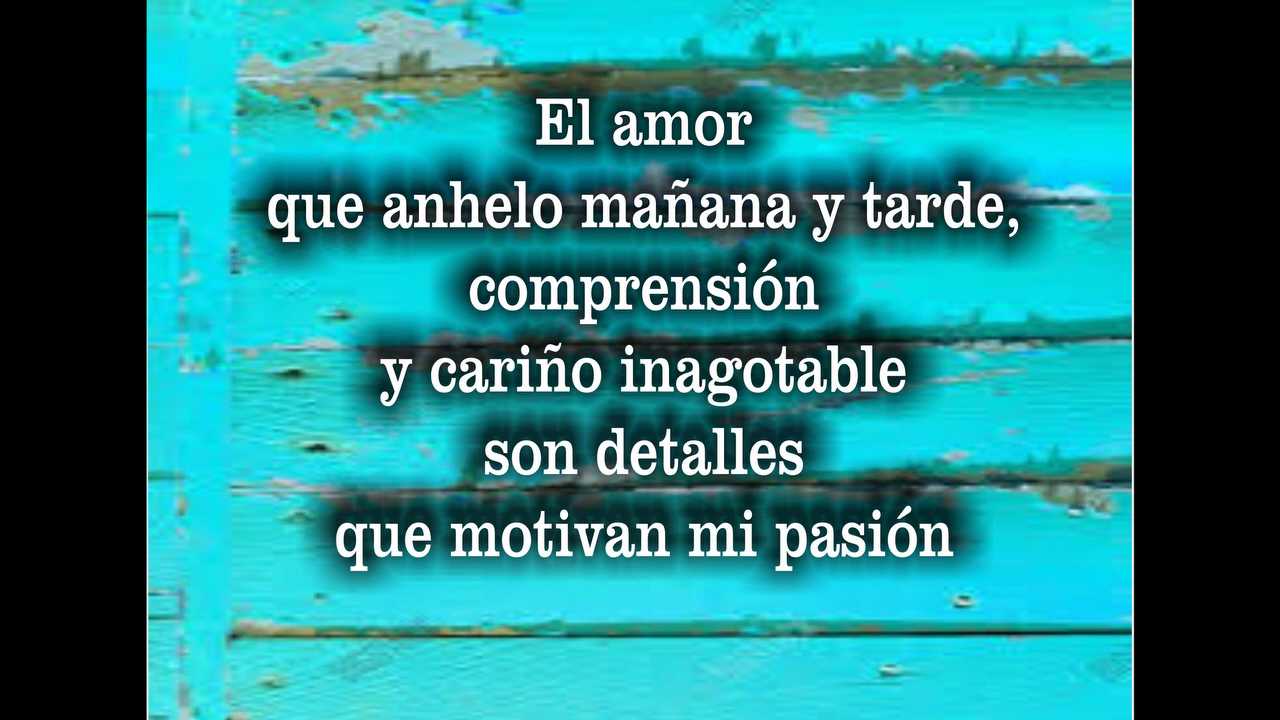 El amor
que anhelo mañana y tarde,
comprensión
y cariño inagotable
son detalles
que motivan mi pasión